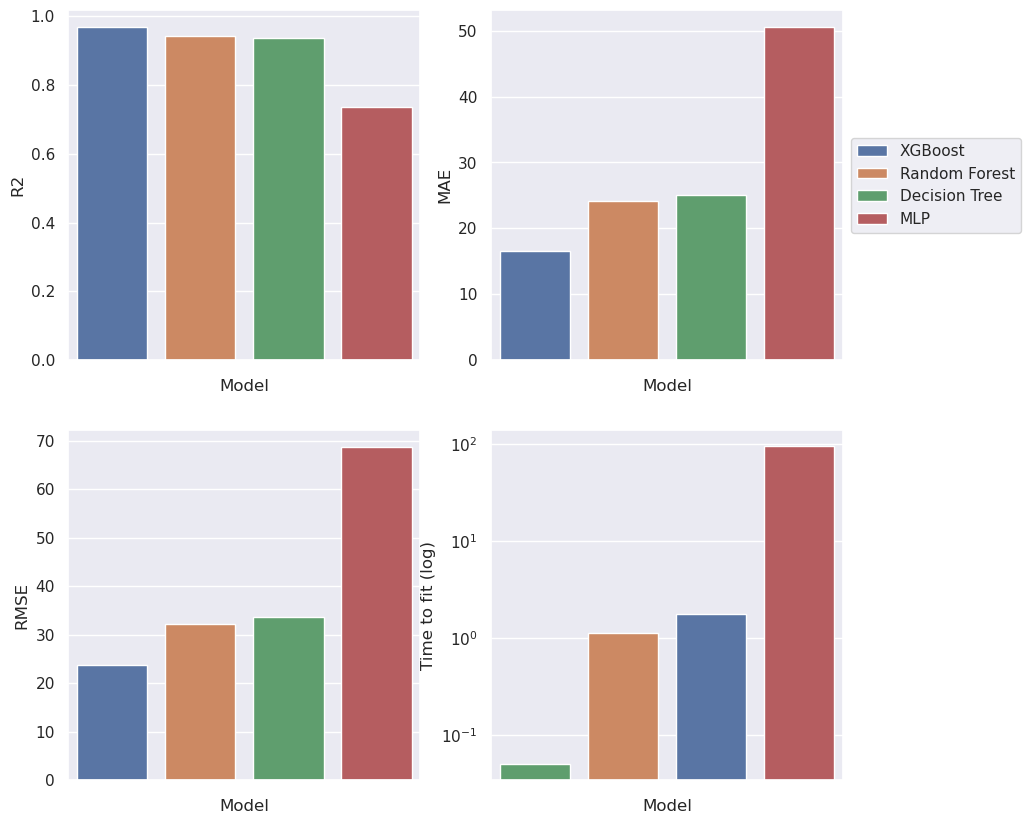 1.0
0.8
0.6
0.4
0.2
0.0
R2
Model
50
40
30
20
10
0
MAE
Model
XGBoost
Random Forest
Decision Tree
MLP
70
60
50
40
30
20
10
0
RMSE
Model
10²
10¹
10⁰
10⁻¹
Time to fit (log)
Model